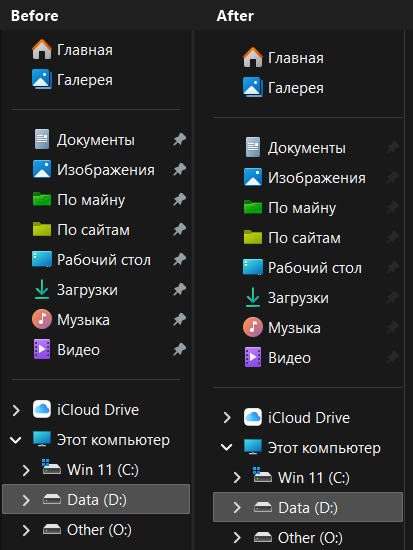 Before
Главная
Галерея
Документы
Изображения
По майну
По сайтам
Рабочий стол
Загрузки
Музыка
Видео
iCloud Drive
Этот компьютер
Win 11 (C:)
Data (D:)
Other (O:)
After
Главная
Галерея
Документы
Изображения
По майну
По сайтам
Рабочий стол
Загрузки
Музыка
Видео
iCloud Drive
Этот компьютер
Win 11 (C:)
Data (D:)
Other (O:)